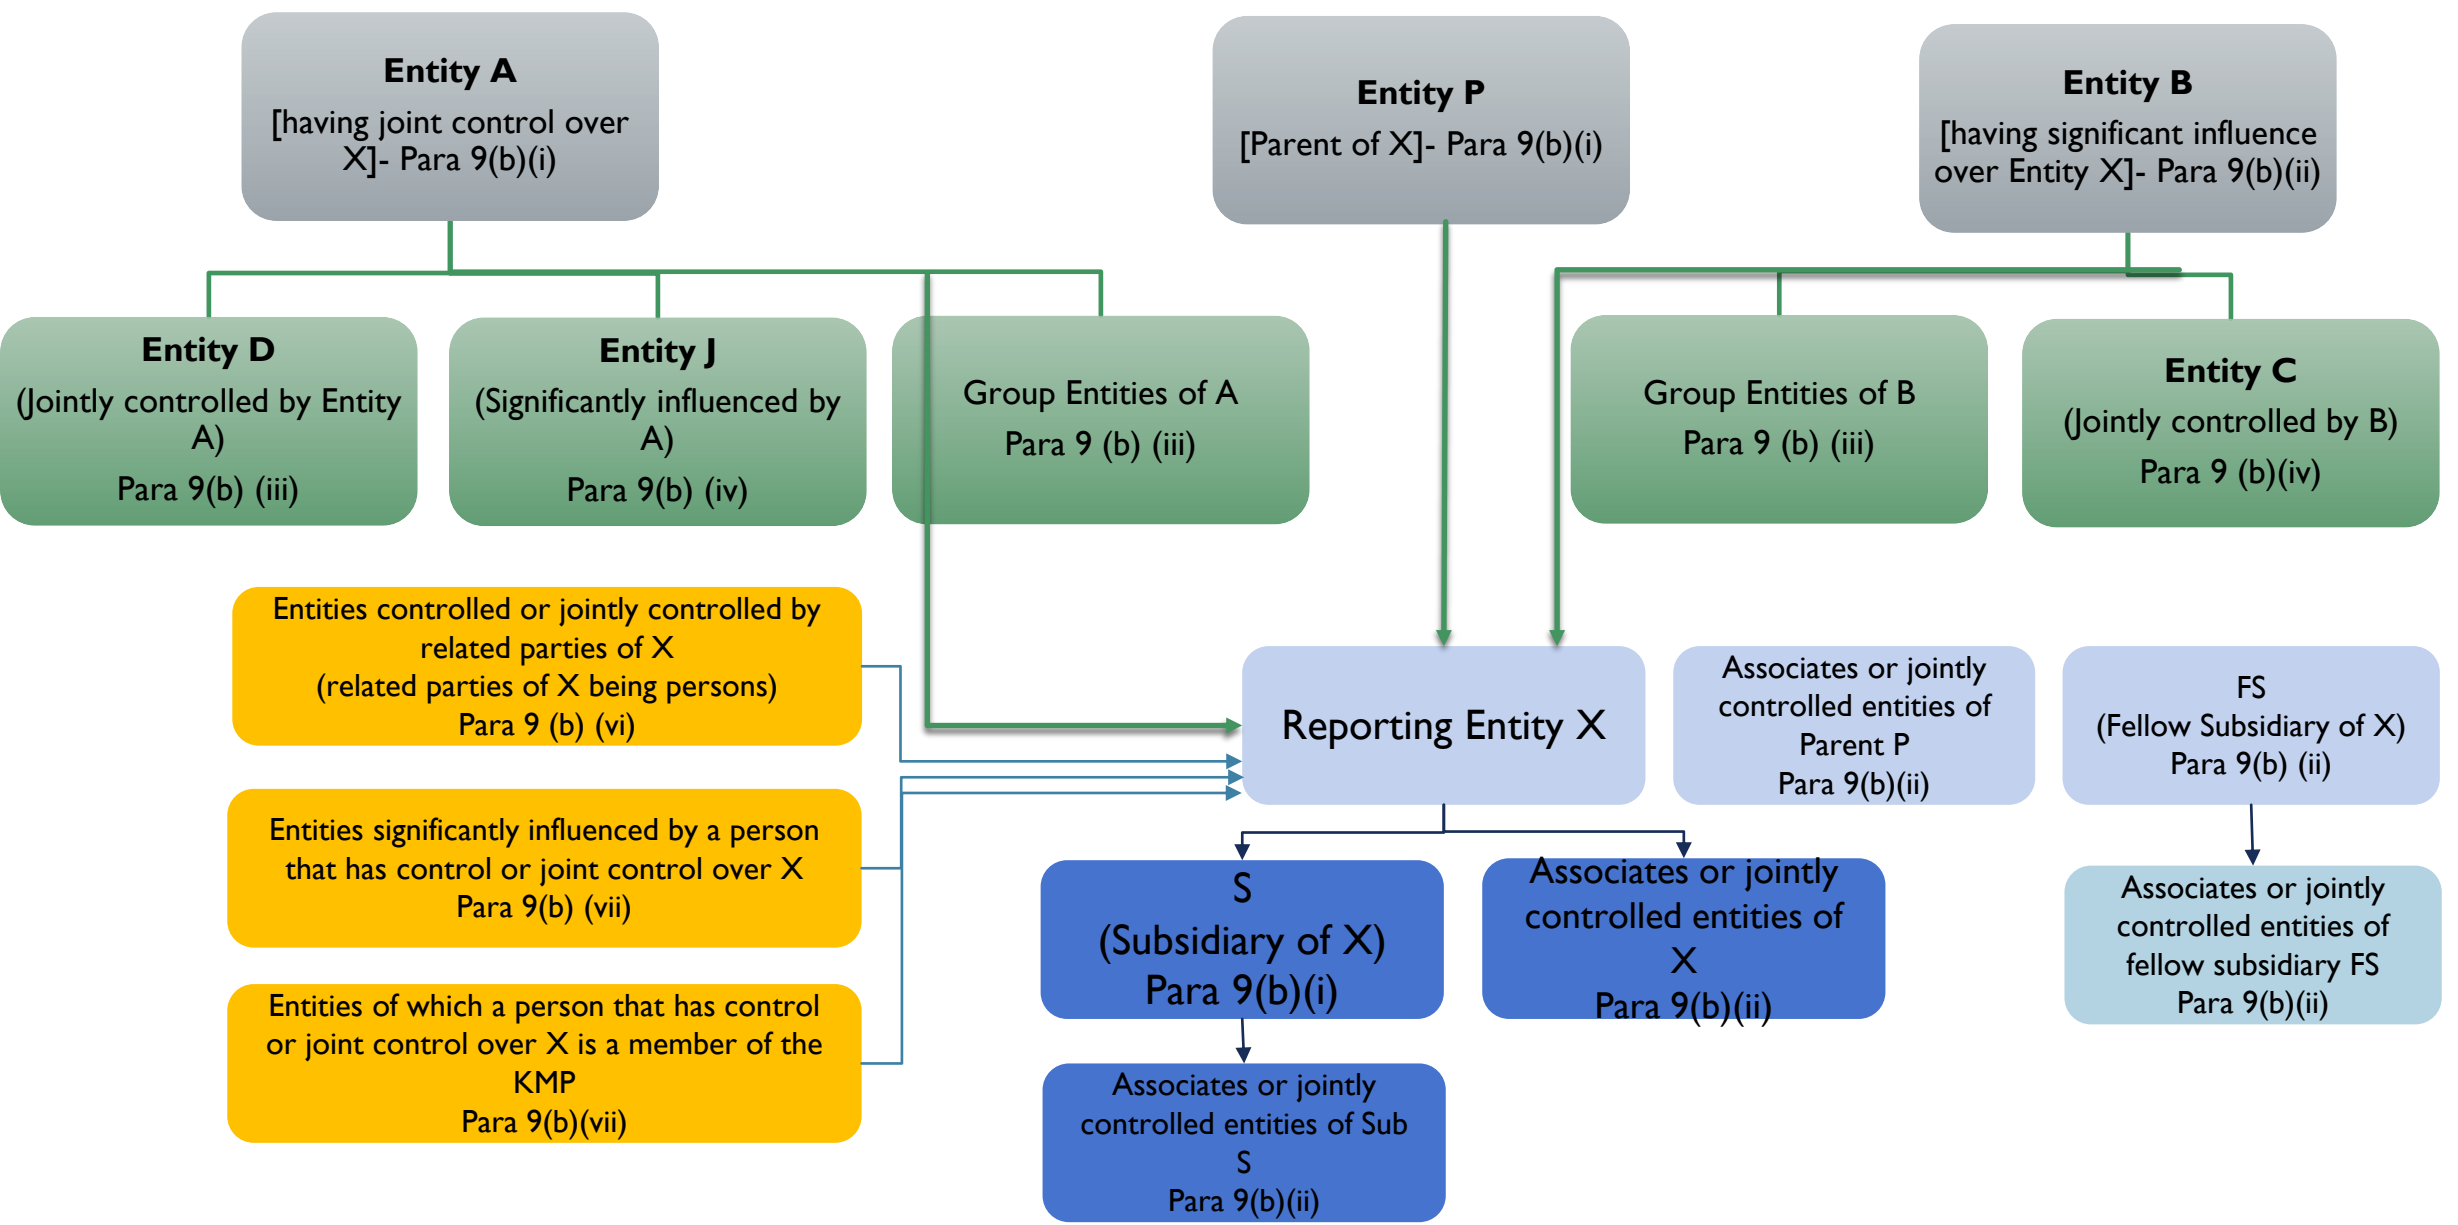 Entity A
[having joint control over
X]- Para 9(b)(i)
Entity P
[Parent of X]- Para 9(b)(i)
Entity B
[having significant influence
over Entity X]- Para 9(b)(ii)
Entity D
(Jointly controlled by Entity
A)
Para 9(b) (iii)
Entity J
(Significantly influenced by
A)
Para 9(b) (iv)
Group Entities of A
Para 9 (b) (iii)
Group Entities of B
Para 9 (b) (iii)
Entity C
(Jointly controlled by B)
Para 9 (b)(iv)
Entities controlled or jointly controlled by
related parties of X
(related parties of X being persons)
Para 9 (b) (vi)
Reporting Entity X
Associates or jointly
controlled entities of
Parent P
Para 9(b)(ii)
FS
(Fellow Subsidiary of X)
Para 9(b) (ii)
Entities significantly influenced by a person
that has control or joint control over X
Para 9(b) (vii)
S
(Subsidiary of X)
Para 9(b)(i)
Associates or jointly
controlled entities of
X
Para 9(b)(ii)
Associates or jointly
controlled entities of
fellow subsidiary FS
Para 9(b)(ii)
Entities of which a person that has control
or joint control over X is a member of the
KMP
Para 9(b)(vii)
Associates or jointly
controlled entities of Sub
S
Para 9(b)(ii)